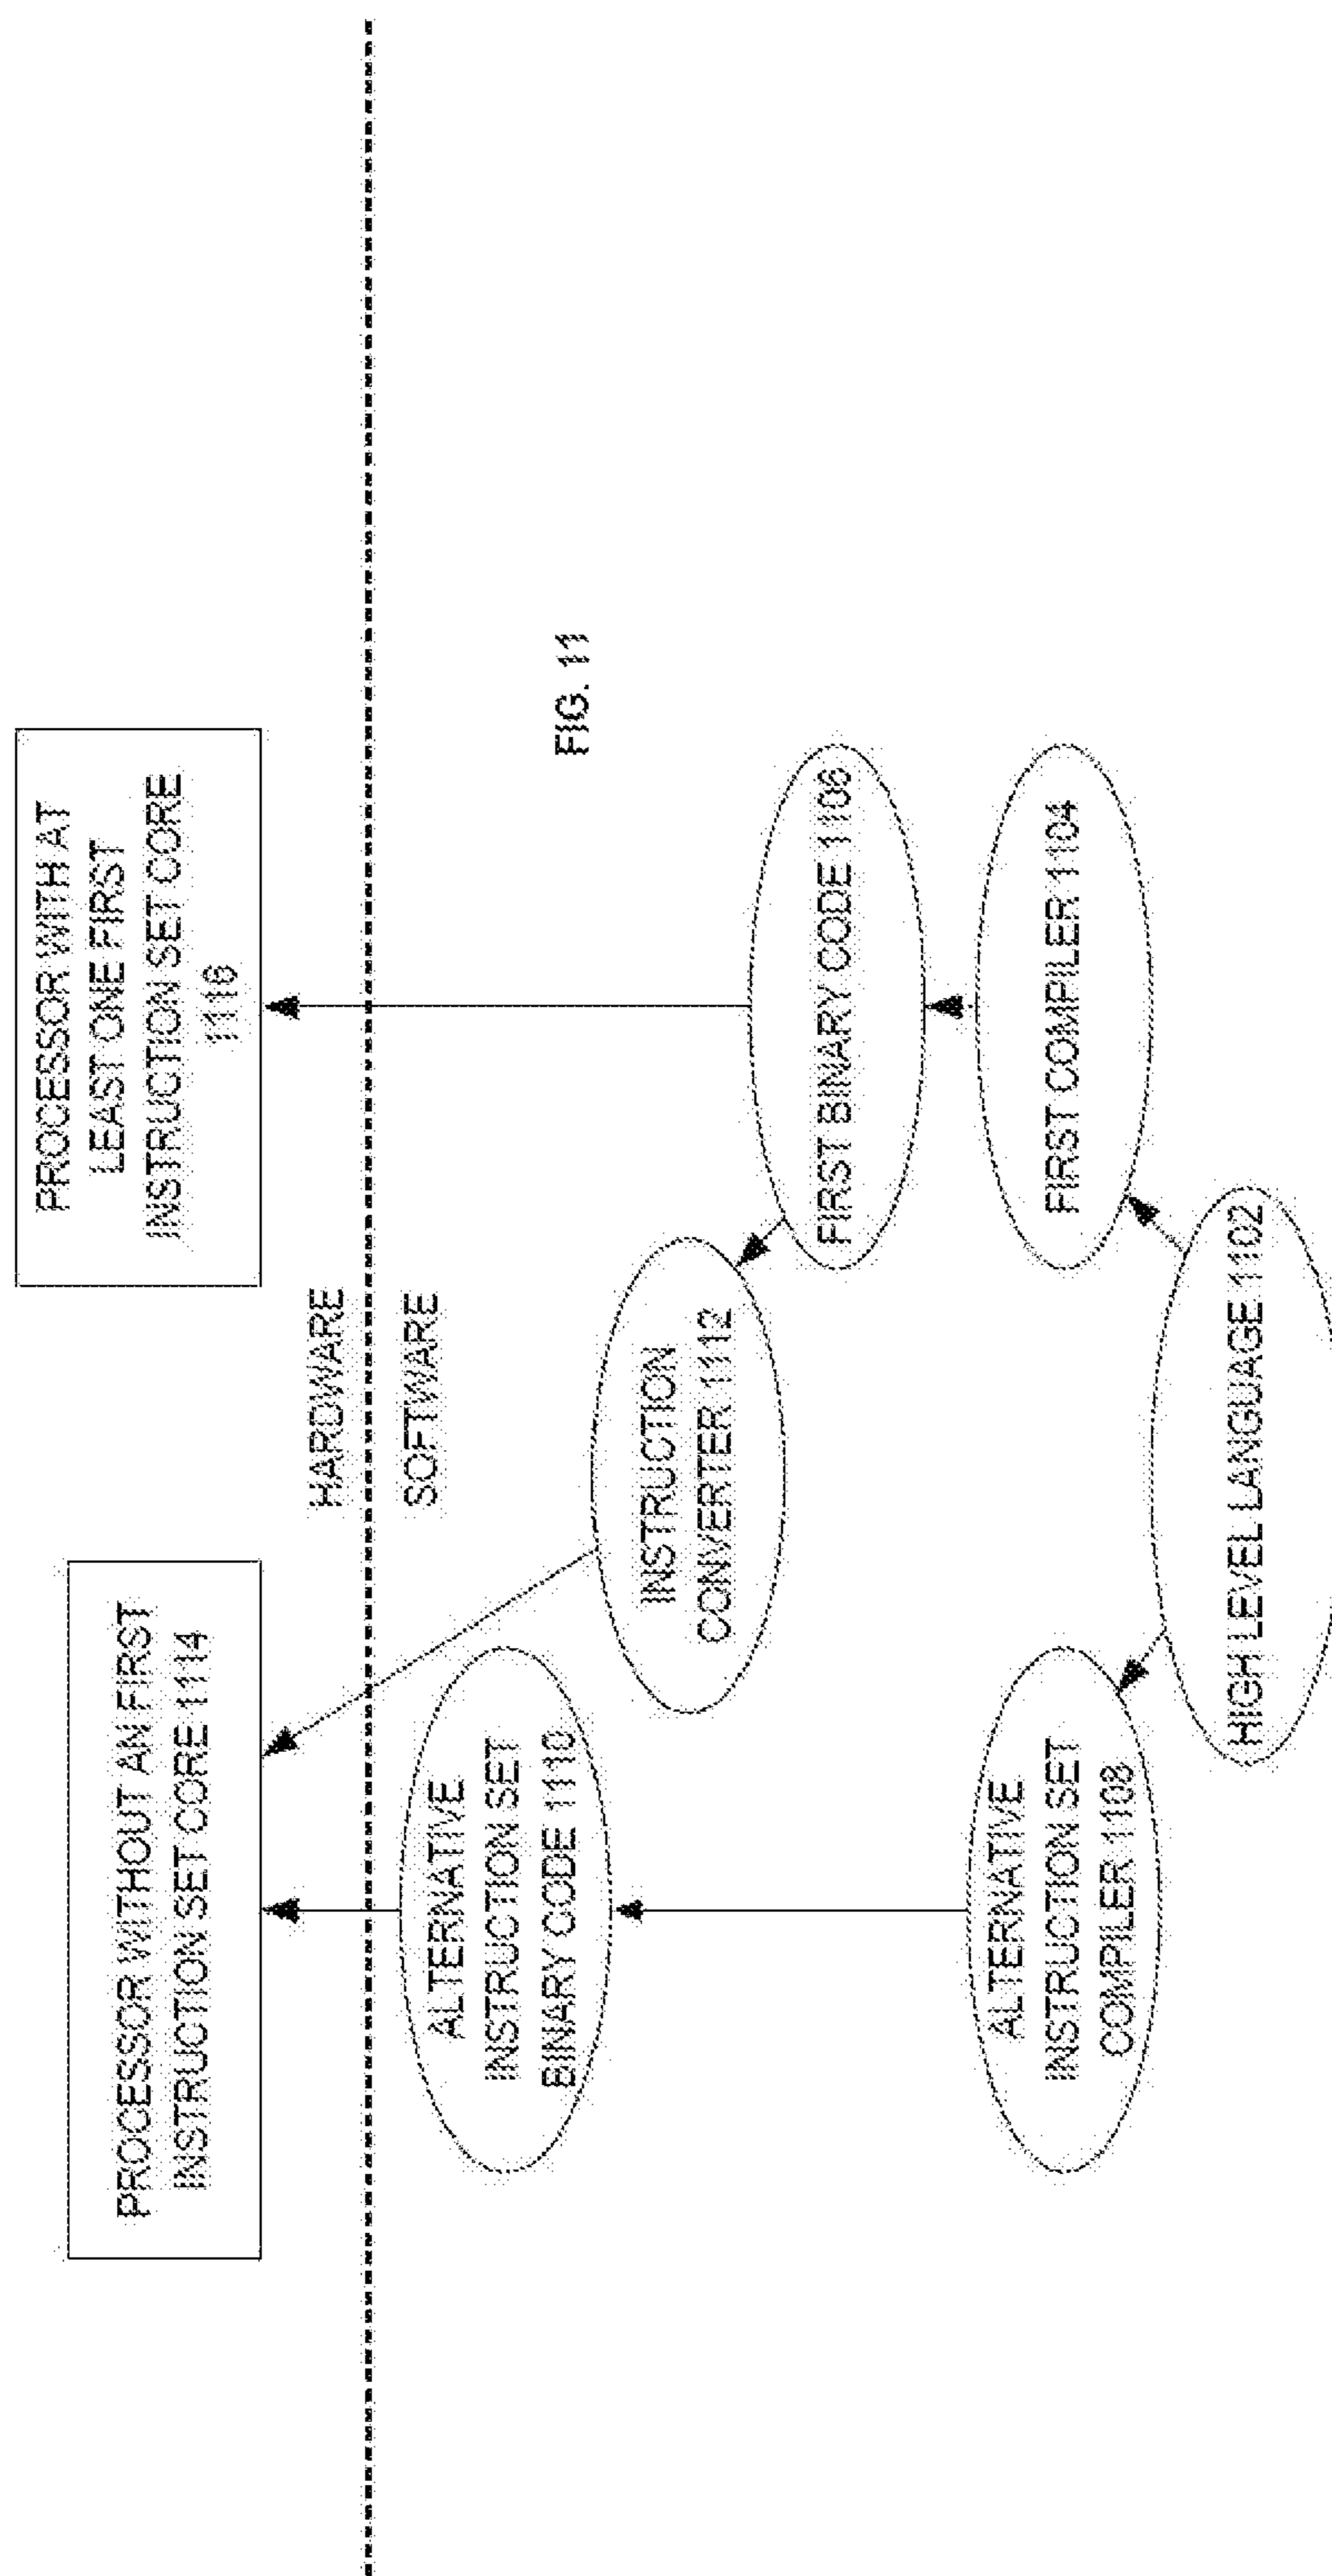 PROCESSOR WITHOUT AN FIRST
INSTRUCTION SET CORE 1114
PROCESSOR WITH AT
LEAST ONE FIRST
INSTRUCTION SET CORE
1116
HARDWARE
SOFTWARE
ALTERNATIVE
INSTRUCTION SET
BINARY CODE 1110
INSTRUCTION
CONVERTER 1112
FIG. 11
FIRST BINARY CODE 1106
ALTERNATIVE
INSTRUCTION SET
COMPILER 1108
FIRST COMPILER 1104
HIGH LEVEL LANGUAGE 1102